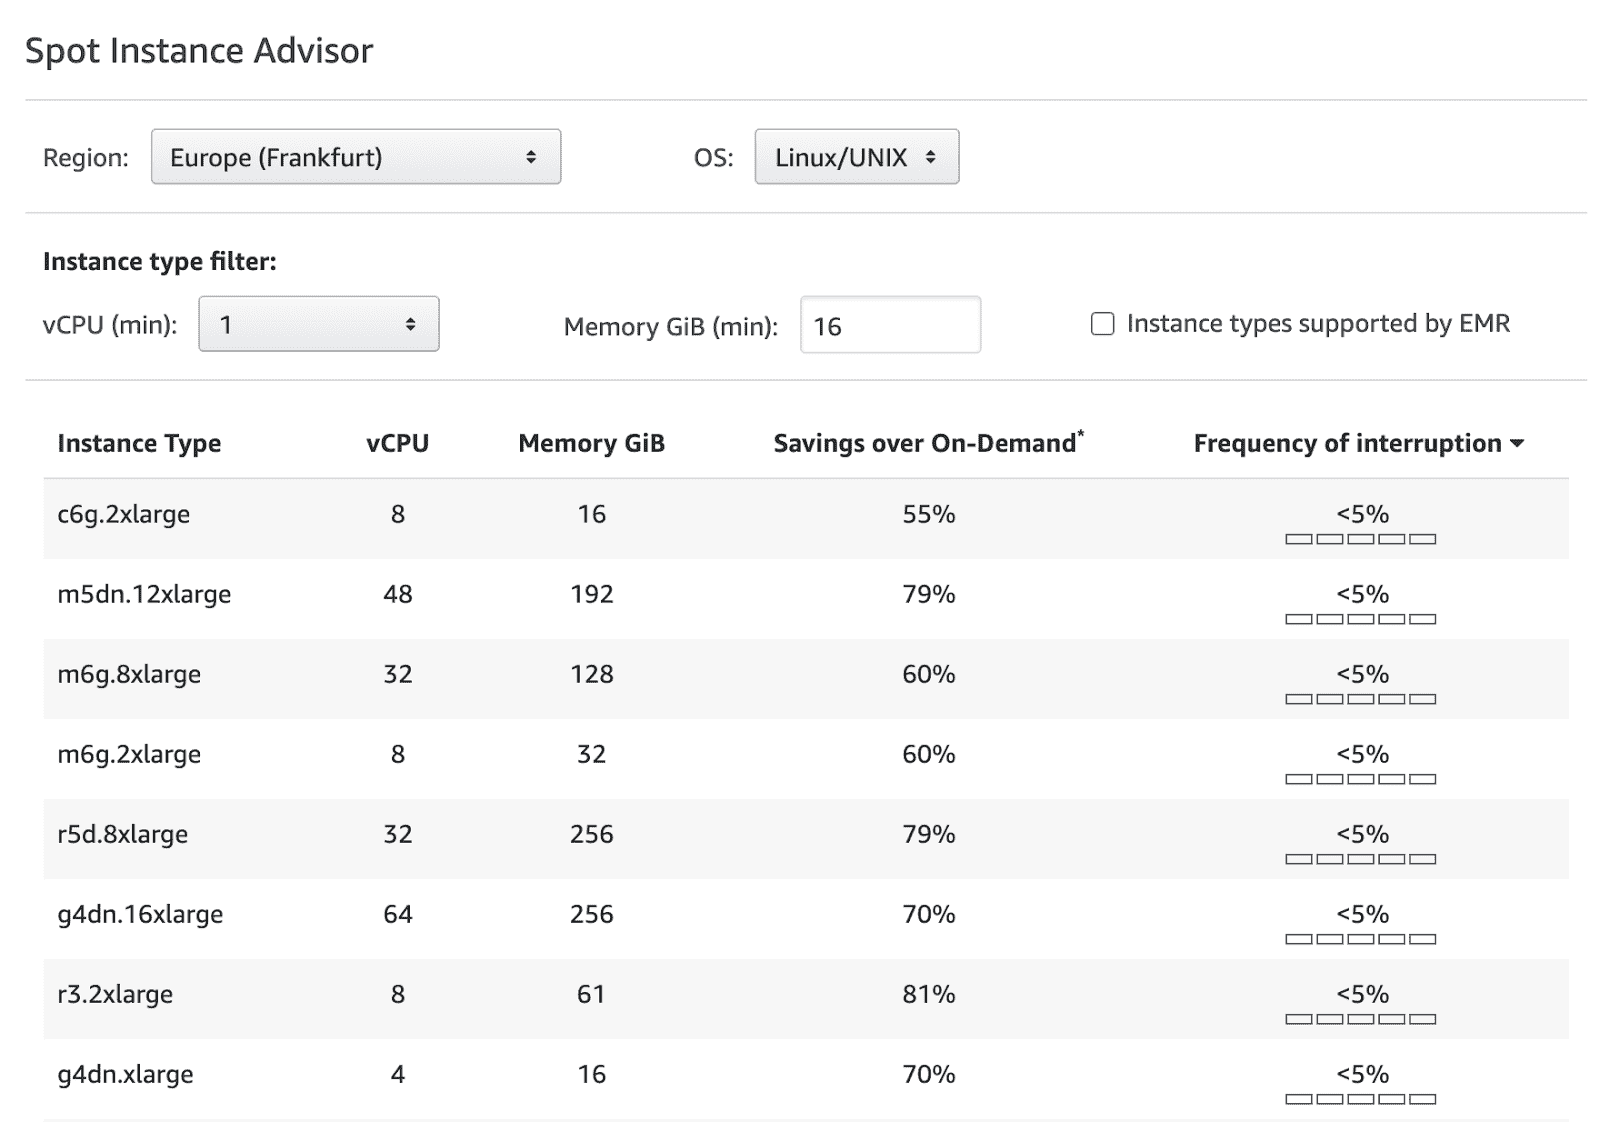 Spot Instance Advisor
Region: Europe (Frankfurt) OS: Linux/UNIX
Instance type filter:
vCPU (min): 1 Memory GiB (min): 16 Instance types supported by EMR
Instance Type vCPU Memory GiB Savings over On-Demand* Frequency of interruption
c6g.2xlarge 8 16 55% <5%
m5dn.12xlarge 48 192 79% <5%
m6g.8xlarge 32 128 60% <5%
m6g.2xlarge 8 32 60% <5%
r5d.8xlarge 32 256 79% <5%
g4dn.16xlarge 64 256 70% <5%
r3.2xlarge 8 61 81% <5%
g4dn.xlarge 4 16 70% <5%